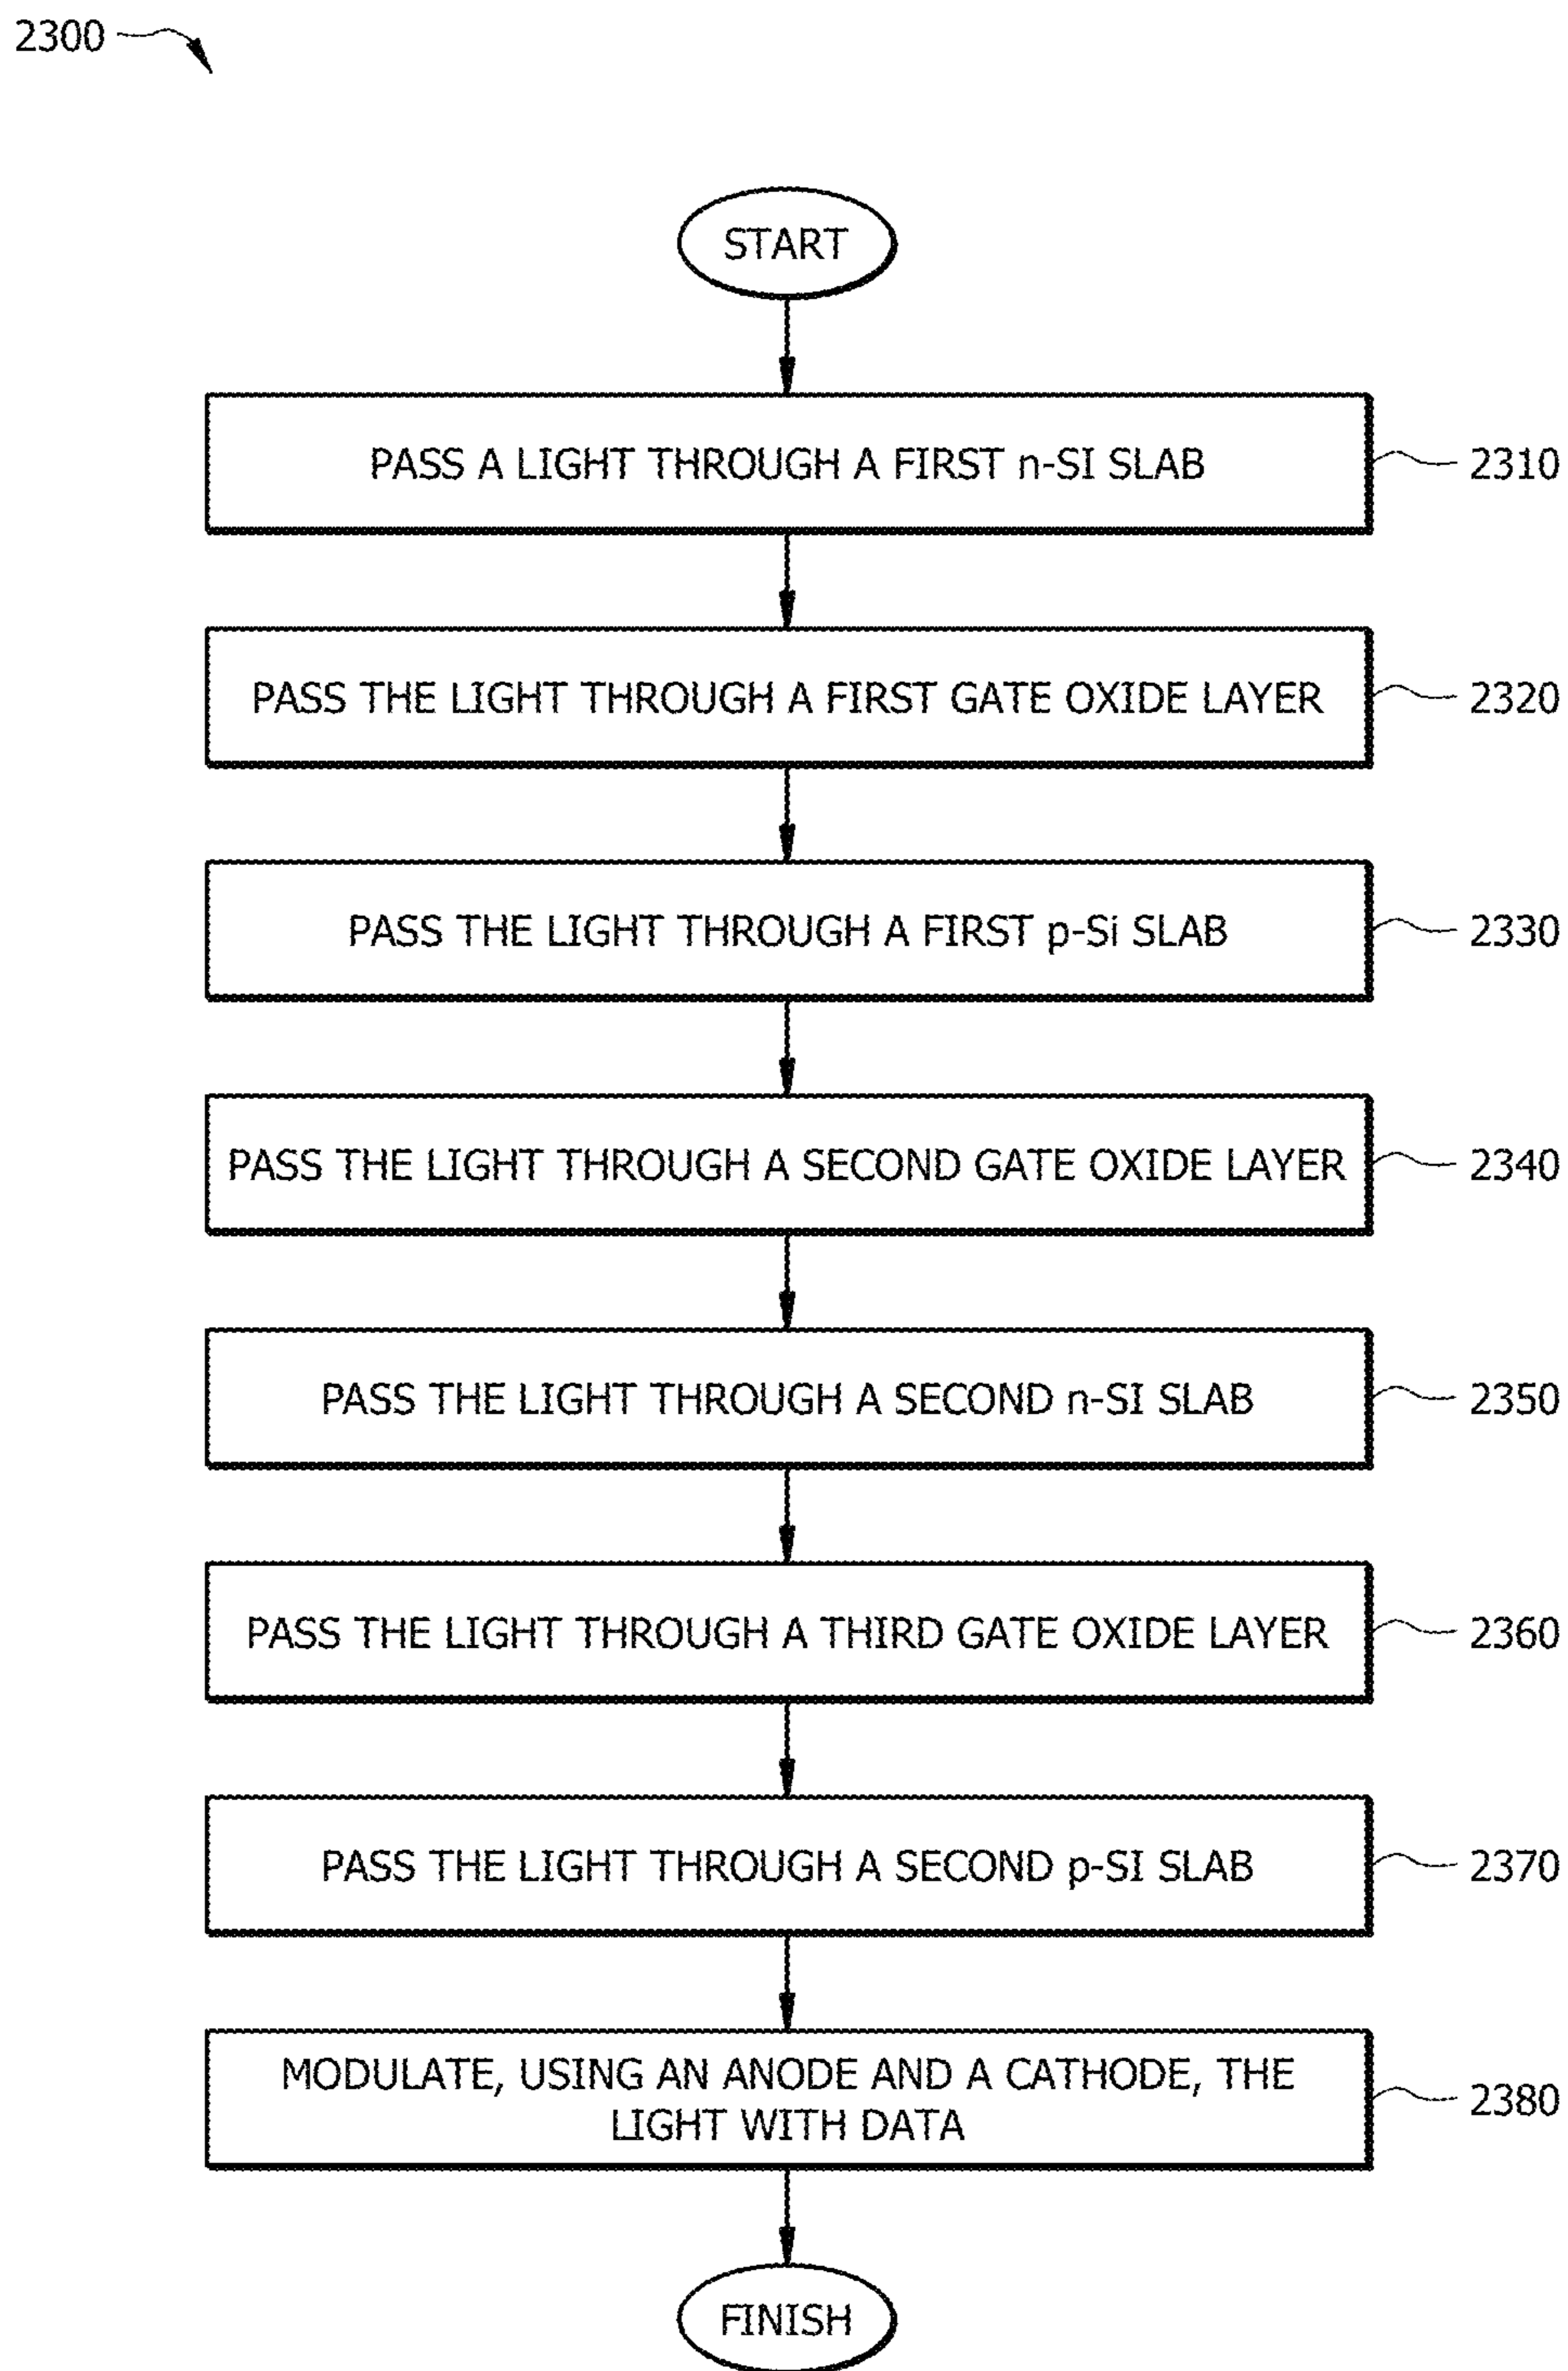 2300
START
PASS A LIGHT THROUGH A FIRST n-SI SLAB
2310
PASS THE LIGHT THROUGH A FIRST GATE OXIDE LAYER
2320
PASS THE LIGHT THROUGH A FIRST p-Si SLAB
2330
PASS THE LIGHT THROUGH A SECOND GATE OXIDE LAYER
2340
PASS THE LIGHT THROUGH A SECOND n-SI SLAB
2350
PASS THE LIGHT THROUGH A THIRD GATE OXIDE LAYER
2360
PASS THE LIGHT THROUGH A SECOND p-SI SLAB
2370
MODULATE, USING AN ANODE AND A CATHODE, THE
LIGHT WITH DATA
2380
FINISH